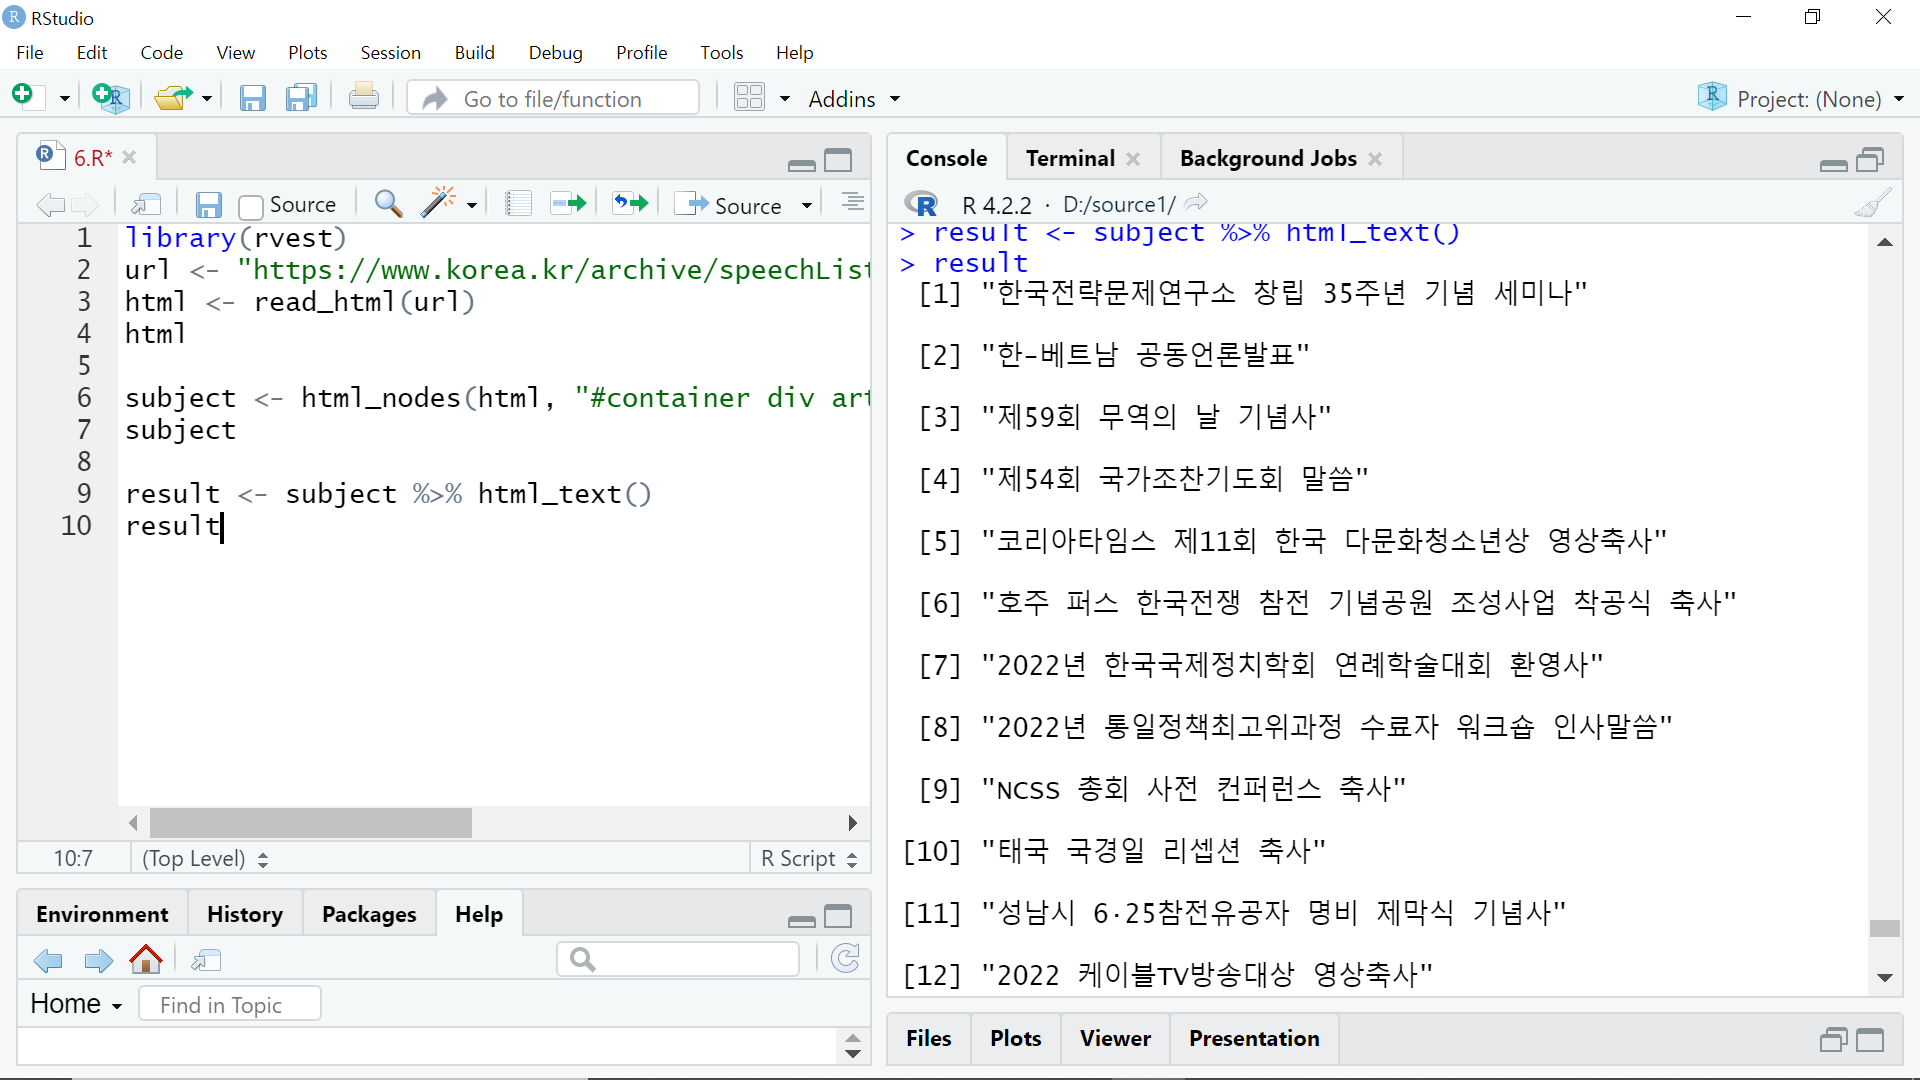 RStudio
File Edit Code View Plots Session Build Debug Profile Tools Help
Go to file/function Addins Project: (None)
6.R*
Source Source
1 library(rvest)
2 url <- "https://www.korea.kr/archive/speechList
3 html <- read_html(url)
4 html
5
6 subject <- html_nodes(html, "#container div art
7 subject
8
9 result <- subject %>% html_text()
10 result
10:7 (Top Level) R Script
Environment History Packages Help
Home Find in Topic
Console Terminal Background Jobs
R 4.2.2 · D:/source1/
> result <- subject %>% html_text()
> result
[1] "한국전략문제연구소 창립 35주년 기념 세미나"
[2] "한-베트남 공동언론발표"
[3] "제59회 무역의 날 기념사"
[4] "제54회 국가조찬기도회 말씀"
[5] "코리아타임스 제11회 한국 다문화청소년상 영상축사"
[6] "호주 퍼스 한국전쟁 참전 기념공원 조성사업 착공식 축사"
[7] "2022년 한국국제정치학회 연례학술대회 환영사"
[8] "2022년 통일정책최고위과정 수료자 워크숍 인사말씀"
[9] "NCSS 총회 사전 컨퍼런스 축사"
[10] "태국 국경일 리셉션 축사"
[11] "성남시 6·25참전유공자 명비 제막식 기념사"
[12] "2022 케이블TV방송대상 영상축사"
Files Plots Viewer Presentation